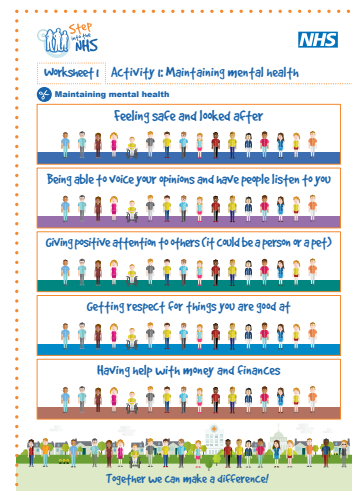 Step
into the
NHS
NHS
Worksheet 1 Activity 1: Maintaining mental health
Maintaining mental health
Feeling safe and looked after
Being able to voice your opinions and have people listen to you
Giving positive attention to others (it could be a person or a pet)
Getting respect for things you are good at
Having help with money and finances
Together we can make a difference!